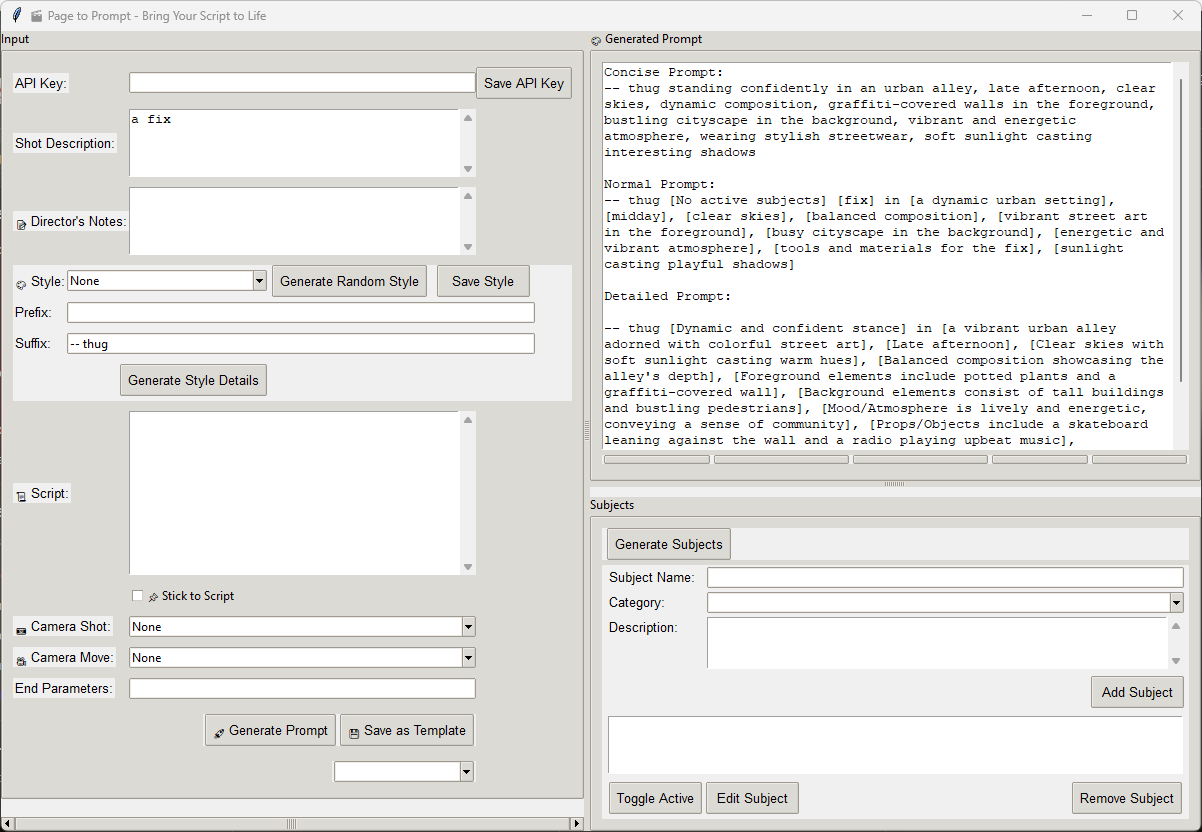 Page to Prompt - Bring Your Script to Life
Input
API Key:
Save API Key
Shot Description:
a fix
Director's Notes:
Style:
None
Generate Random Style
Save Style
Prefix:
Suffix:
-- thug
Generate Style Details
Script:
Stick to Script
Camera Shot:
None
Camera Move:
None
End Parameters:
Generate Prompt
Save as Template
Generated Prompt
Concise Prompt:
-- thug standing confidently in an urban alley, late afternoon, clear
skies, dynamic composition, graffiti-covered walls in the foreground,
bustling cityscape in the background, vibrant and energetic
atmosphere, wearing stylish streetwear, soft sunlight casting
interesting shadows
Normal Prompt:
-- thug [No active subjects] [fix] in [a dynamic urban setting],
[midday], [clear skies], [balanced composition], [vibrant street art
in the foreground], [busy cityscape in the background], [energetic and
vibrant atmosphere], [tools and materials for the fix], [sunlight
casting playful shadows]
Detailed Prompt:
-- thug [Dynamic and confident stance] in [a vibrant urban alley
adorned with colorful street art], [Late afternoon], [Clear skies with
soft sunlight casting warm hues], [Balanced composition showcasing the
alley's depth], [Foreground elements include potted plants and a
graffiti-covered wall], [Background elements consist of tall buildings
and bustling pedestrians], [Mood/Atmosphere is lively and energetic,
conveying a sense of community], [Props/Objects include a skateboard
leaning against the wall and a radio playing upbeat music],
Subjects
Generate Subjects
Subject Name:
Category:
Description:
Add Subject
Toggle Active
Edit Subject
Remove Subject